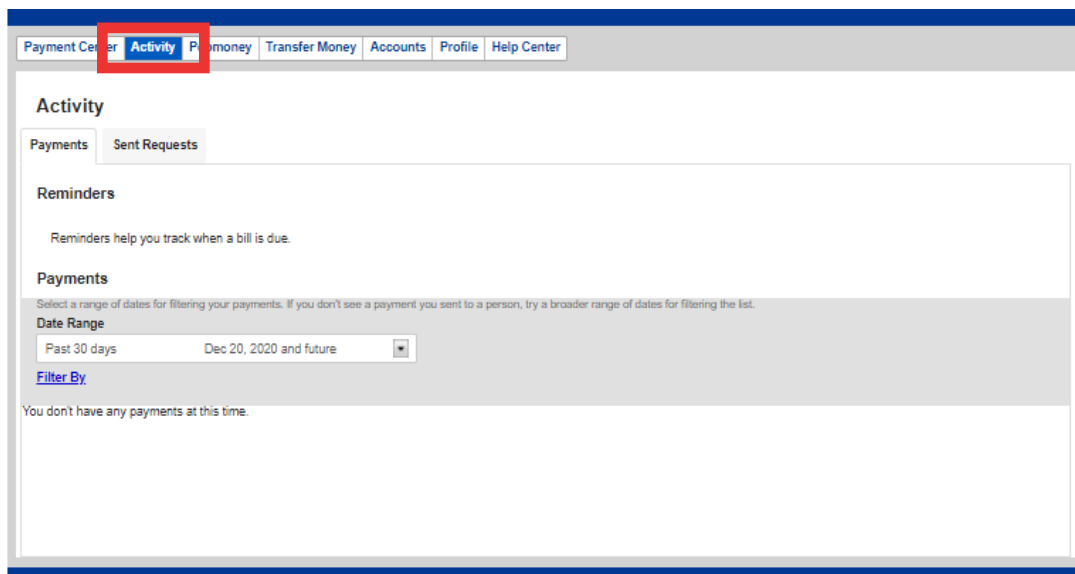 Payment Center Activity Popmoney Transfer Money Accounts Profile Help Center
Activity
Payments Sent Requests
Reminders
Reminders help you track when a bill is due.
Payments
Select a range of dates for filtering your payments. If you don't see a payment you sent to a person, try a broader range of dates for filtering the list.
Date Range
Past 30 days Dec 20, 2020 and future
Filter By
You don't have any payments at this time.